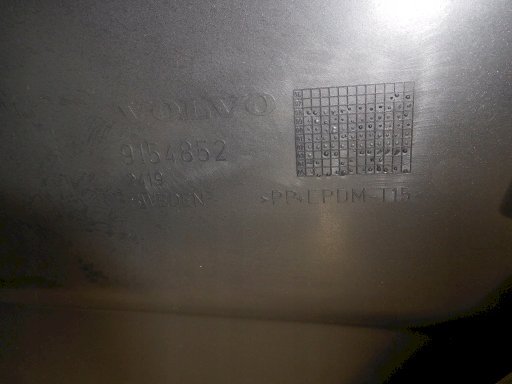 VOLVO
9154852
SWEDEN
>PP+EPDM-T15